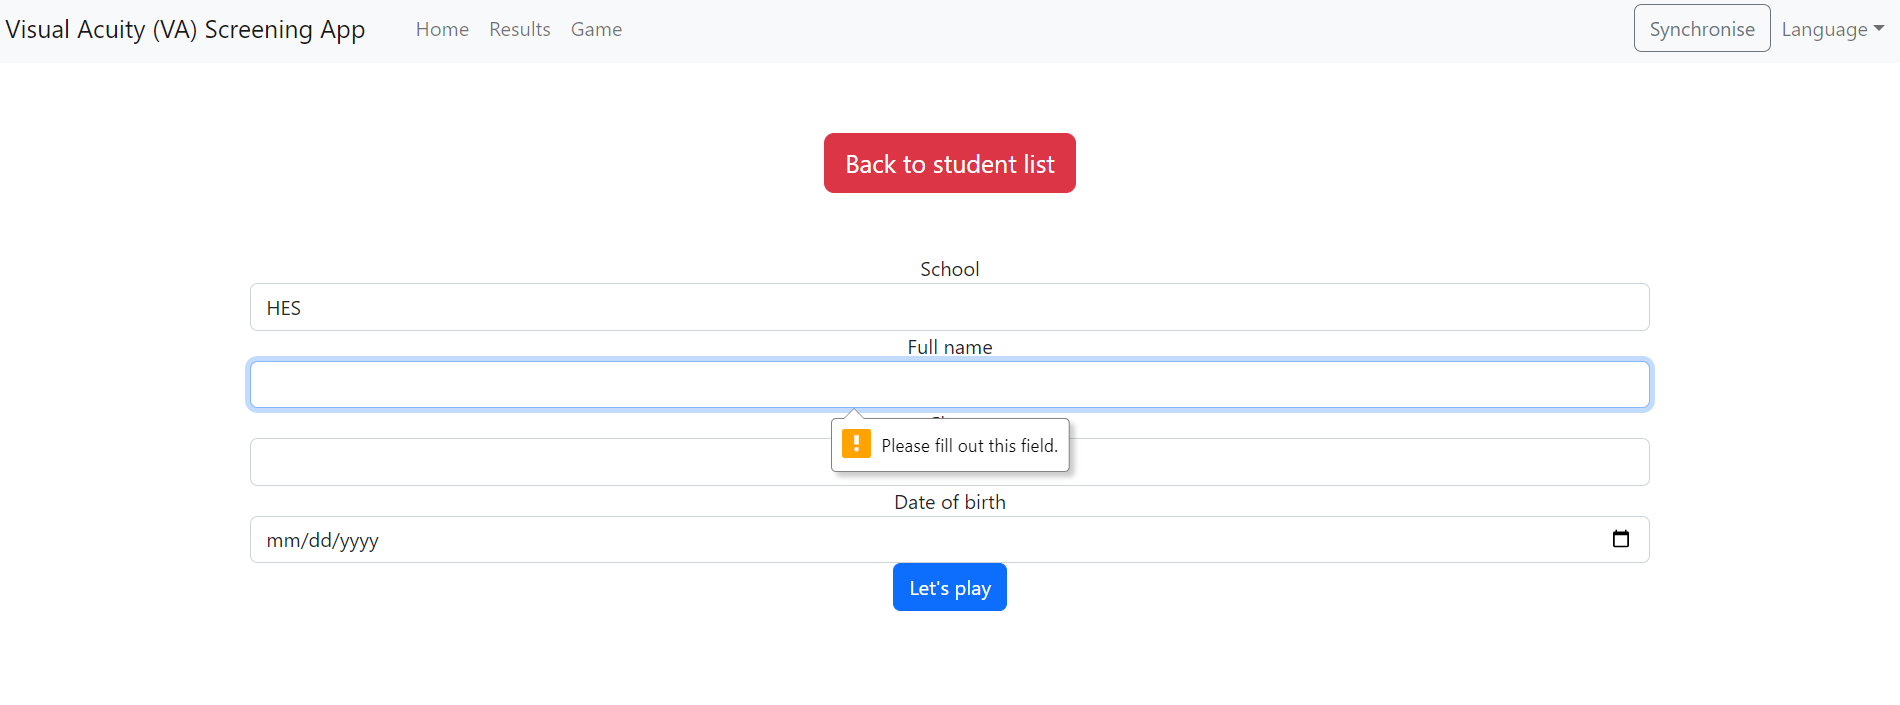 Visual Acuity (VA) Screening App Home Results Game Synchronise Language
Back to student list
School
HES
Full name
Please fill out this field.
Date of birth
mm/dd/yyyy
Let's play